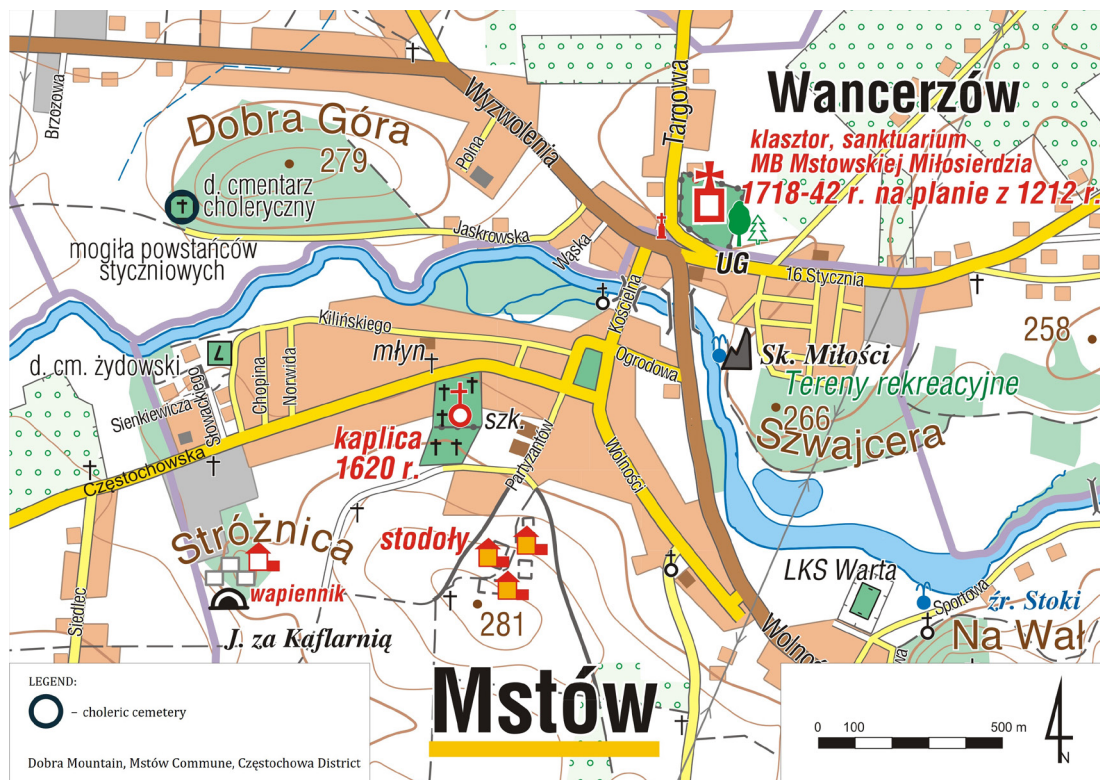 Brzozowa
Dobra Góra
279
d. cmentarz
choleryczny
mogiła powstańców
styczniowych
Polna
Wyzwolenia
Targowa
Wancerzów
klasztor, sanktuarium
MB Mstowskiej Miłosierdzia
1718-42 r. na planie z 1212 r.
Jaskrowska
Wąska
UG
16 Stycznia
Kościelna
Kilińskiego
młyn
Ogrodowa
Sk. Miłości
Tereny rekreacyjne
258
266
Szwajcera
d. cm. żydowski
Sienkiewicza
Słowackiego
Chopina
Norwida
szk.
kaplica
1620 r.
Częstochowska
Partyzantów
Wolności
Stróżnica
stodoły
wapiennik
J. za Kaflarnią
281
Siedlec
LKS Warta
Sportowa
źr. Stoki
Na Wał
Wolnoś
Mstów
LEGEND:
– choleric cemetery
Dobra Mountain, Mstów Commune, Częstochowa District
0 100 500 m
N